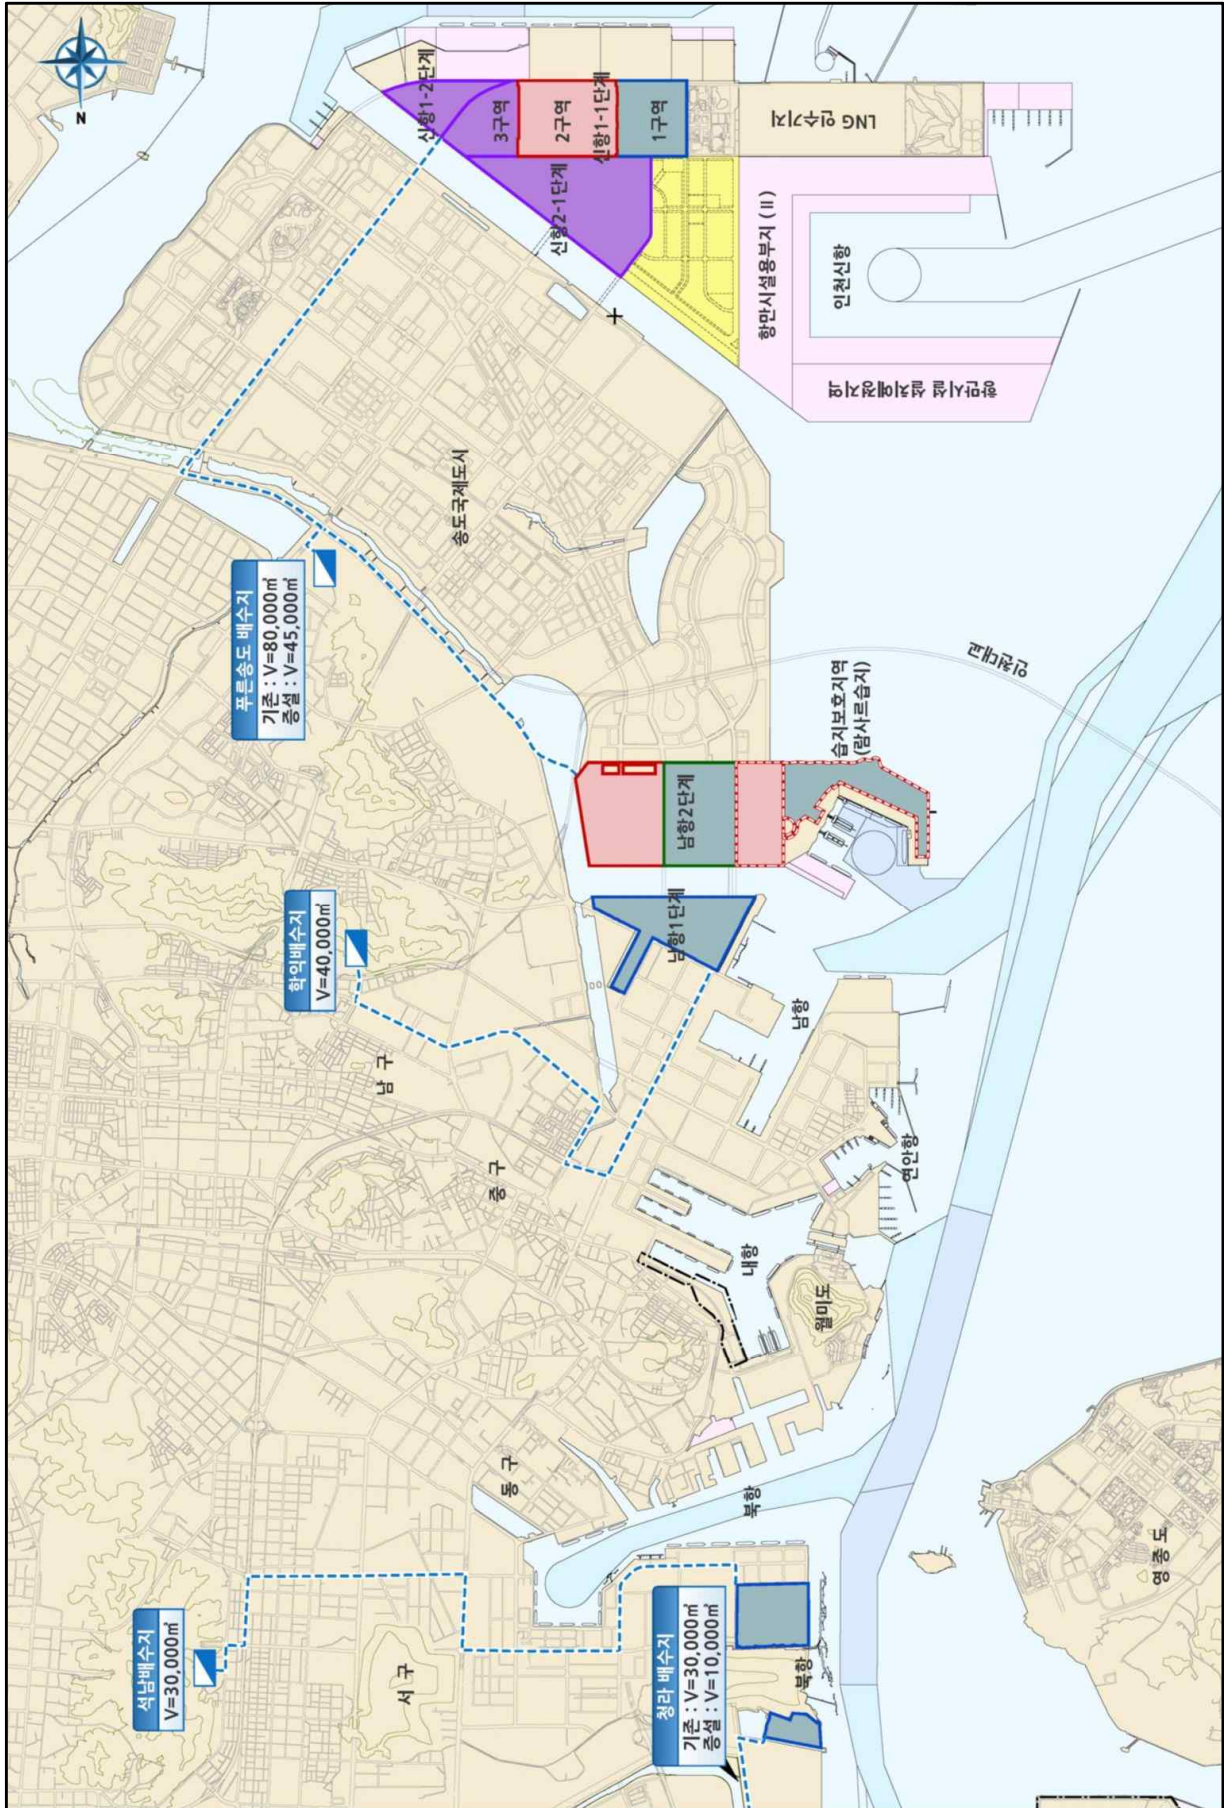 석남배수지
V=30,000㎥
청라 배수지
기존 : V=30,000㎥
증설 : V=10,000㎥
학익배수지
V=40,000㎥
푸른송도 배수지
기존 : V=80,000㎥
증설 : V=45,000㎥
서 구
동 구
중 구
남 구
북항
북항
내항
월미도
연안항
남항
영종도
남항1단계
남항2단계
습지보호지역
(람사르습지)
인천대교
송도국제도시
신항1-2단계
3구역
2구역
신항1-1단계
1구역
신항2-1단계
LNG 인수기지
항만시설용부지 (II)
인천신항
항만시설 설치예정지역
N